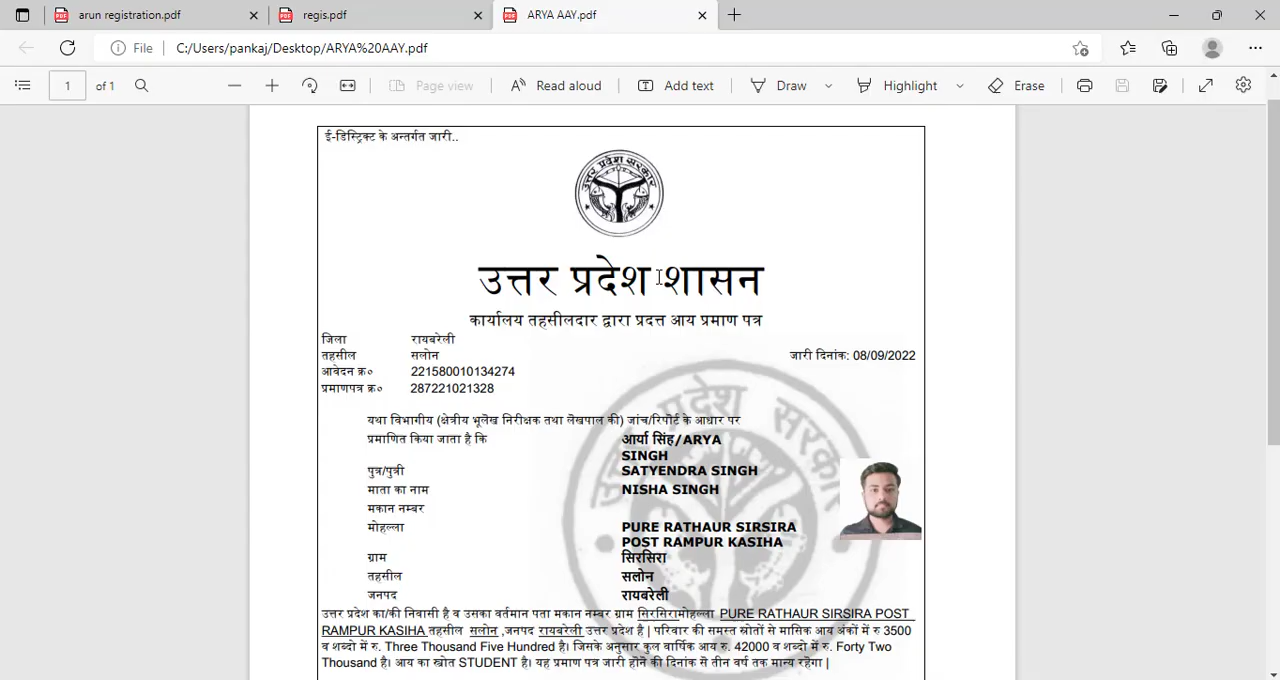 arun registration.pdf
regis.pdf
ARYA AAY.pdf
File
C:/Users/pankaj/Desktop/ARYA%20AAY.pdf
1 of 1
Page view
Read aloud
Add text
Draw
Highlight
Erase
ई-डिस्ट्रिक्ट के अन्तर्गत जारी..
उत्तर प्रदेश सरकार
उत्तर प्रदेश शासन
कार्यालय तहसीलदार द्वारा प्रदत्त आय प्रमाण पत्र
जिला रायबरेली
तहसील सलोन
जारी दिनांक: 08/09/2022
आवेदन क्र० 221580010134274
प्रमाणपत्र क्र० 287221021328
यथा विभागीय (क्षेत्रीय भूलेख निरीक्षक तथा लेखपाल की) जांच/रिपोर्ट के आधार पर
प्रमाणित किया जाता है कि आर्या सिंह/ARYA
SINGH
पुत्र/पुत्री SATYENDRA SINGH
माता का नाम NISHA SINGH
मकान नम्बर
मोहल्ला PURE RATHAUR SIRSIRA
POST RAMPUR KASIHA
ग्राम सिरसिरा
तहसील सलोन
जनपद रायबरेली
उत्तर प्रदेश का/की निवासी है व उसका वर्तमान पता मकान नम्बर ग्राम सिरसिरामोहल्ला PURE RATHAUR SIRSIRA POST
RAMPUR KASIHA तहसील सलोन ,जनपद रायबरेली उत्तर प्रदेश है | परिवार की समस्त स्रोतों से मासिक आय अंकों में रु 3500
व शब्दो में रु. Three Thousand Five Hundred है। जिसके अनुसार कुल वार्षिक आय रु. 42000 व शब्दो में रु. Forty Two
Thousand है। आय का स्रोत STUDENT है। यह प्रमाण पत्र जारी होने की दिनांक से तीन वर्ष तक मान्य रहेगा |
प्रदेश सरकार